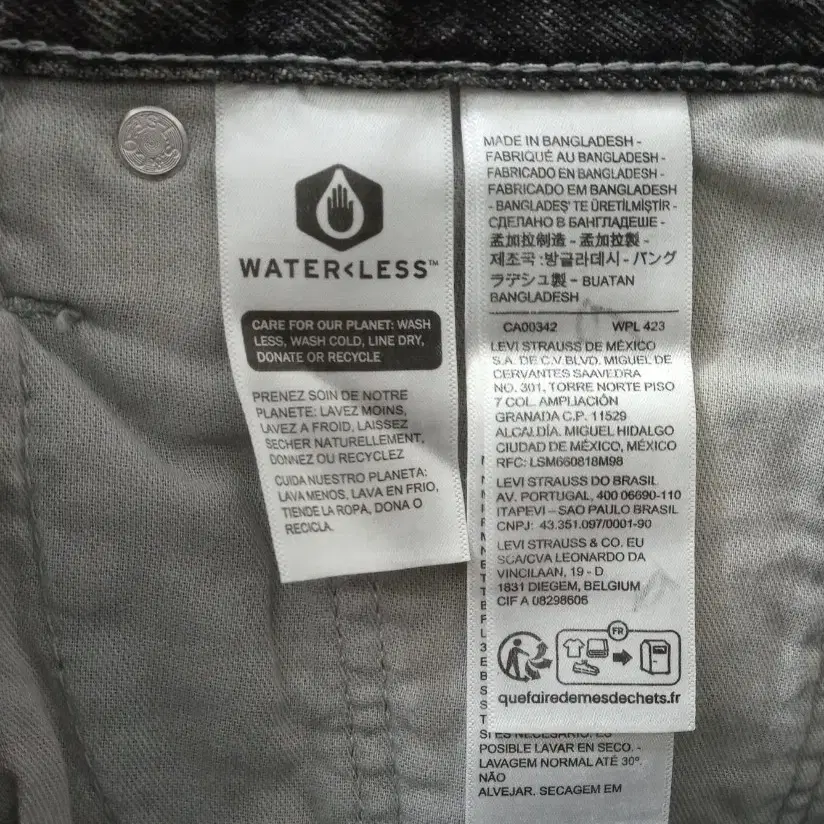 WATER<LESS™
CARE FOR OUR PLANET: WASH
LESS, WASH COLD, LINE DRY,
DONATE OR RECYCLE
PRENEZ SOIN DE NOTRE
PLANETE: LAVEZ MOINS,
LAVEZ A FROID, LAISSEZ
SECHER NATURELLEMENT,
DONNEZ OU RECYCLEZ
CUIDA NUESTRO PLANETA:
LAVA MENOS, LAVA EN FRIO,
TIENDE LA ROPA, DONA O
RECICLA.
MADE IN BANGLADESH -
FABRIQUÉ AU BANGLADESH -
FABRICADO EN BANGLADESH -
FABRICADO EM BANGLADESH
- BANGLADEŞ' TE ÜRETİLMİŞTİR -
СДЕЛАНО В БАНГЛАДЕШЕ -
孟加拉制造 - 孟加拉製 -
제조국 :방글라데시 - バング
ラデシュ製 - BUATAN
BANGLADESH
CA00342 WPL 423
LEVI STRAUSS DE MÉXICO
S.A. DE C.V.BLVD. MIGUEL DE
CERVANTES SAAVEDRA
NO. 301, TORRE NORTE PISO
7 COL. AMPLIACIÓN
GRANADA C.P. 11529
ALCALDÍA. MIGUEL HIDALGO
CIUDAD DE MÉXICO, MÉXICO
RFC: LSM660818M98
LEVI STRAUSS DO BRASIL
AV. PORTUGAL, 400 06690-110
ITAPEVI – SAO PAULO BRASIL
CNPJ: 43.351.097/0001-90
LEVI STRAUSS & CO. EU
SCA/CVA LEONARDO DA
VINCILAAN, 19 - D
1831 DIEGEM, BELGIUM
CIF A 08298606
FR
quefairedemesdechets.fr
SI ES NECESARIO. ES
POSIBLE LAVAR EN SECO. -
LAVAGEM NORMAL ATÉ 30º.
NÃO
ALVEJAR. SECAGEM EM